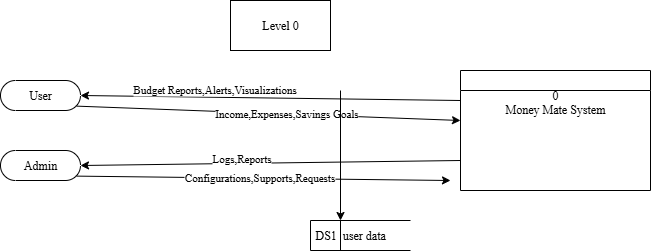 Level 0
User
Budget Reports,Alerts,Visualizations
0
Income,Expenses,Savings Goals
Money Mate System
Admin
Logs,Reports
Configurations,Supports,Requests
DS1 user data